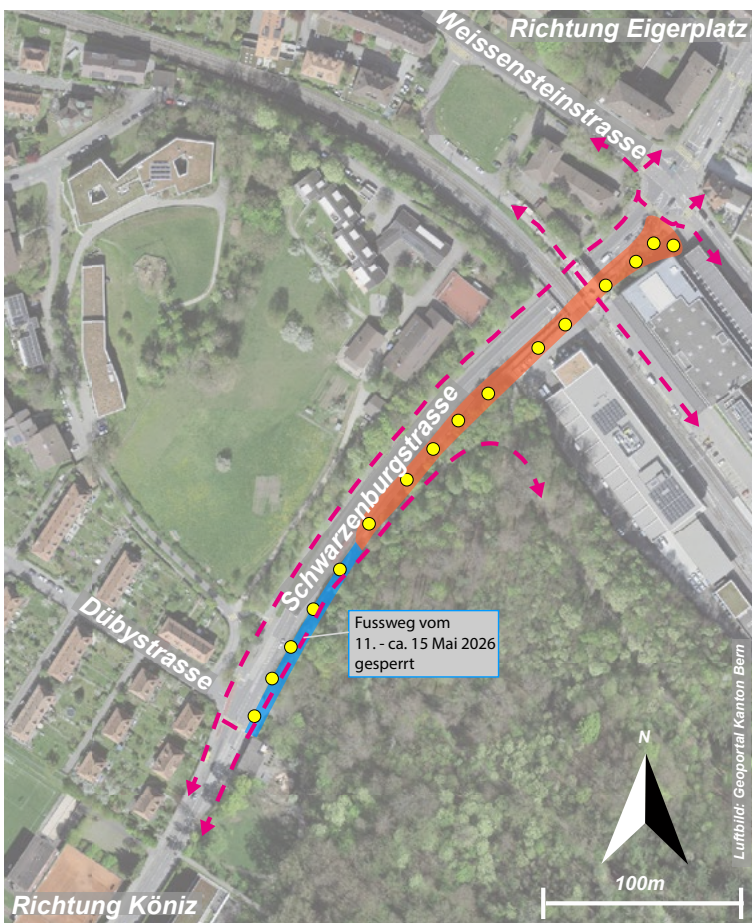 Richtung Eigerplatz
Weissensteinstrasse
Schwarzenburgstrasse
Dübystrasse
Fussweg vom
11. - ca. 15 Mai 2026
gesperrt
N
100m
Luftbild: Geoportal Kanton Bern
Richtung Köniz